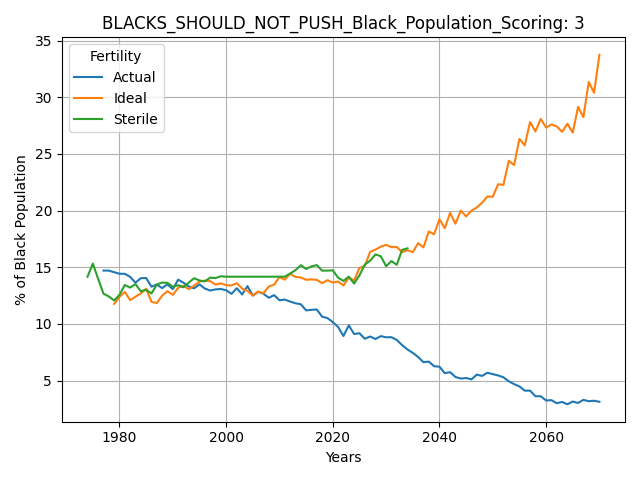 BLACKS_SHOULD_NOT_PUSH_Black_Population_Scoring: 3
35
30
25
20
15
10
5
% of Black Population
Fertility
Actual
Ideal
Sterile
1980 2000 2020 2040 2060
Years